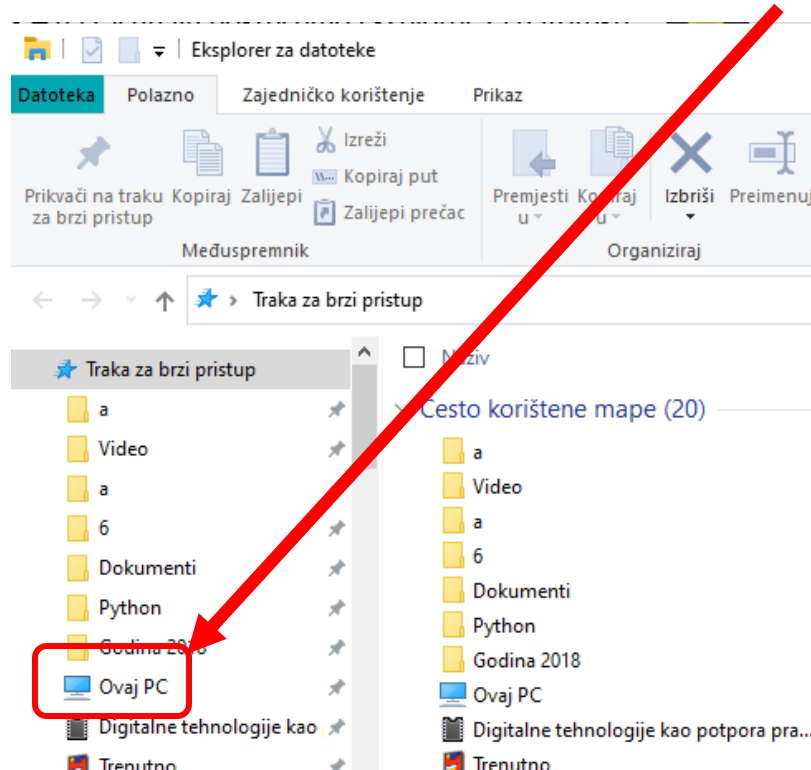 Eksplorer za datoteke
Datoteka Polazno Zajedničko korištenje Prikaz
Prikvači na traku za brzi pristup
Kopiraj
Zalijepi
Izreži
Kopiraj put
Zalijepi prečac
Premjesti u
Kopiraj u
Izbriši
Preimenuj
Međuspremnik
Organiziraj
Traka za brzi pristup
Traka za brzi pristup
a
Video
a
6
Dokumenti
Python
Godina 2018
Ovaj PC
Digitalne tehnologije kao
Trenutno
Naziv
Često korištene mape (20)
a
Video
a
6
Dokumenti
Python
Godina 2018
Ovaj PC
Digitalne tehnologije kao potpora pra...
Trenutno